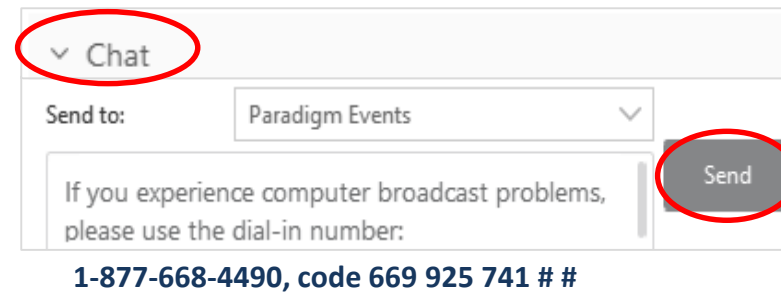 Chat
Send to:
Paradigm Events
If you experience computer broadcast problems,
please use the dial-in number:
Send
1-877-668-4490, code 669 925 741 # #